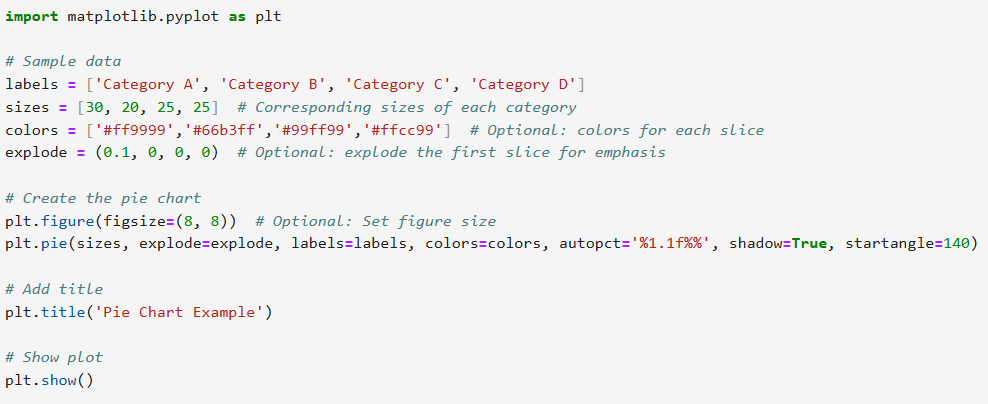 import matplotlib.pyplot as plt
# Sample data
labels = ['Category A', 'Category B', 'Category C', 'Category D']
sizes = [30, 20, 25, 25]  # Corresponding sizes of each category
colors = ['#ff9999','#66b3ff','#99ff99','#ffcc99']  # Optional: colors for each slice
explode = (0.1, 0, 0, 0)  # Optional: explode the first slice for emphasis
# Create the pie chart
plt.figure(figsize=(8, 8))  # Optional: Set figure size
plt.pie(sizes, explode=explode, labels=labels, colors=colors, autopct='%1.1f%%', shadow=True, startangle=140)
# Add title
plt.title('Pie Chart Example')
# Show plot
plt.show()